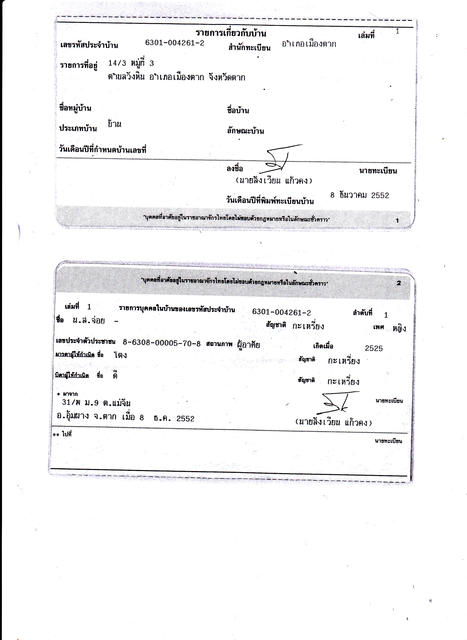 รายการเกี่ยวกับบ้าน เล่มที่ 1
เลขรหัสประจำบ้าน 6301-004261-2 สำนักทะเบียน อำเภอเมืองตาก
รายการที่อยู่ 14/3 หมู่ที่ 3
ตำบลวังหิน อำเภอเมืองตาก จังหวัดตาก
ชื่อหมู่บ้าน ชื่อบ้าน
ประเภทบ้าน บ้าน ลักษณะบ้าน
วันเดือนปีที่กำหนดบ้านเลขที่
ลงชื่อ นายทะเบียน
(นายลิงเวียน แก้วคง)
วันเดือนปีที่พิมพ์ทะเบียนบ้าน 8 ธันวาคม 2552
"บุคคลที่อาศัยอยู่ในราชอาณาจักรไทยโดยไม่ชอบด้วยกฎหมายหรือในลักษณะชั่วคราว" 1
"บุคคลที่อาศัยอยู่ในราชอาณาจักรไทยโดยไม่ชอบด้วยกฎหมายหรือในลักษณะชั่วคราว" 2
เล่มที่ 1 รายการบุคคลในบ้านของเลขรหัสประจำบ้าน 6301-004261-2 ลำดับที่ 1
ชื่อ น.ส.จ่อย - สัญชาติ กะเหรี่ยง เพศ หญิง
เลขประจำตัวประชาชน 8-6308-00005-70-8 สถานภาพ ผู้อาศัย เกิดเมื่อ 2525
มารดาผู้ให้กำเนิด ชื่อ โดง สัญชาติ กะเหรี่ยง
บิดาผู้ให้กำเนิด ชื่อ ดี สัญชาติ กะเหรี่ยง
* มาจาก นายทะเบียน
31/ฝ ม.9 ต.แม่จัน
อ.อุ้มผาง จ.ตาก เมื่อ 8 ธ.ค. 2552 (นายลิงเวียน แก้วคง)
** ไปที่ นายทะเบียน